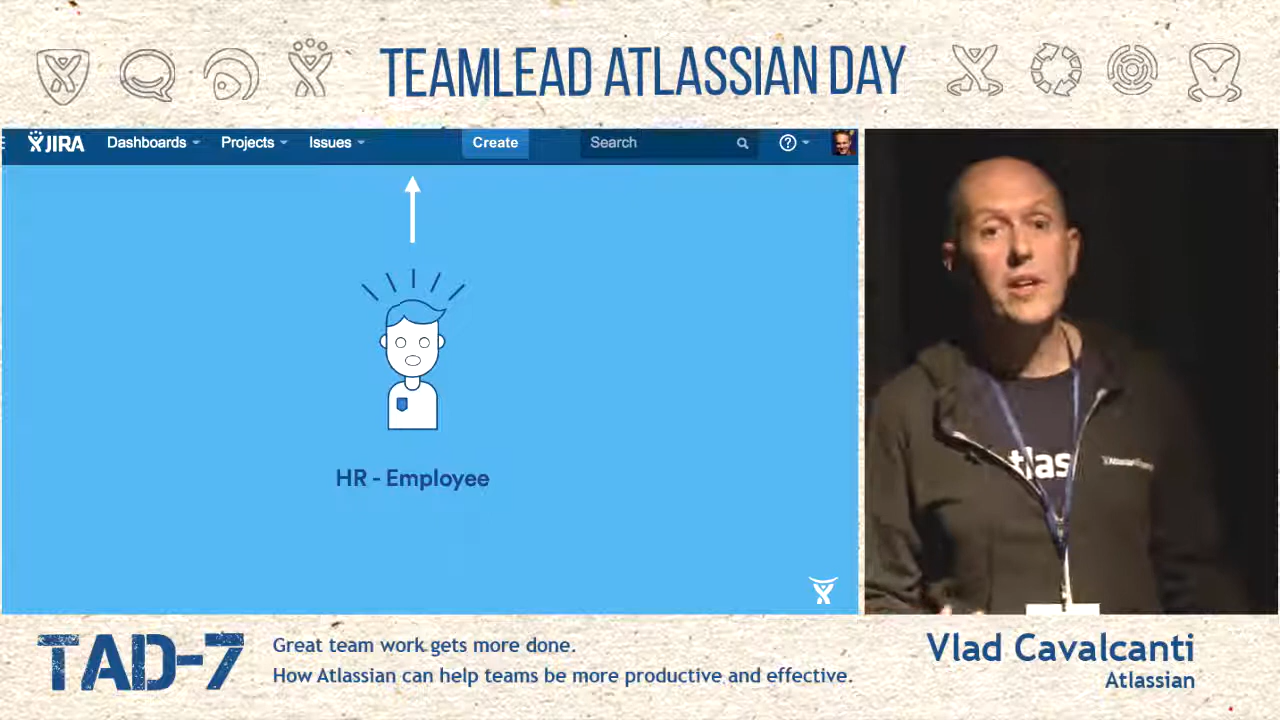 TEAMLEAD ATLASSIAN DAY
JIRA Dashboards Projects Issues Create Search ?
HR - Employee
tlas
TAD-7
Great team work gets more done.
How Atlassian can help teams be more productive and effective.
Vlad Cavalcanti
Atlassian